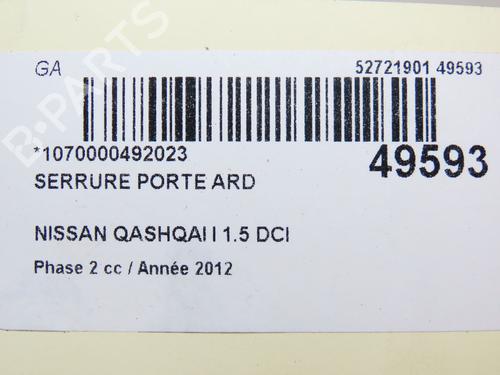 GA
52721901 49593
*1070000492023
49593
SERRURE PORTE ARD
NISSAN QASHQAI I 1.5 DCI
Phase 2 cc / Année 2012
B-PARTS